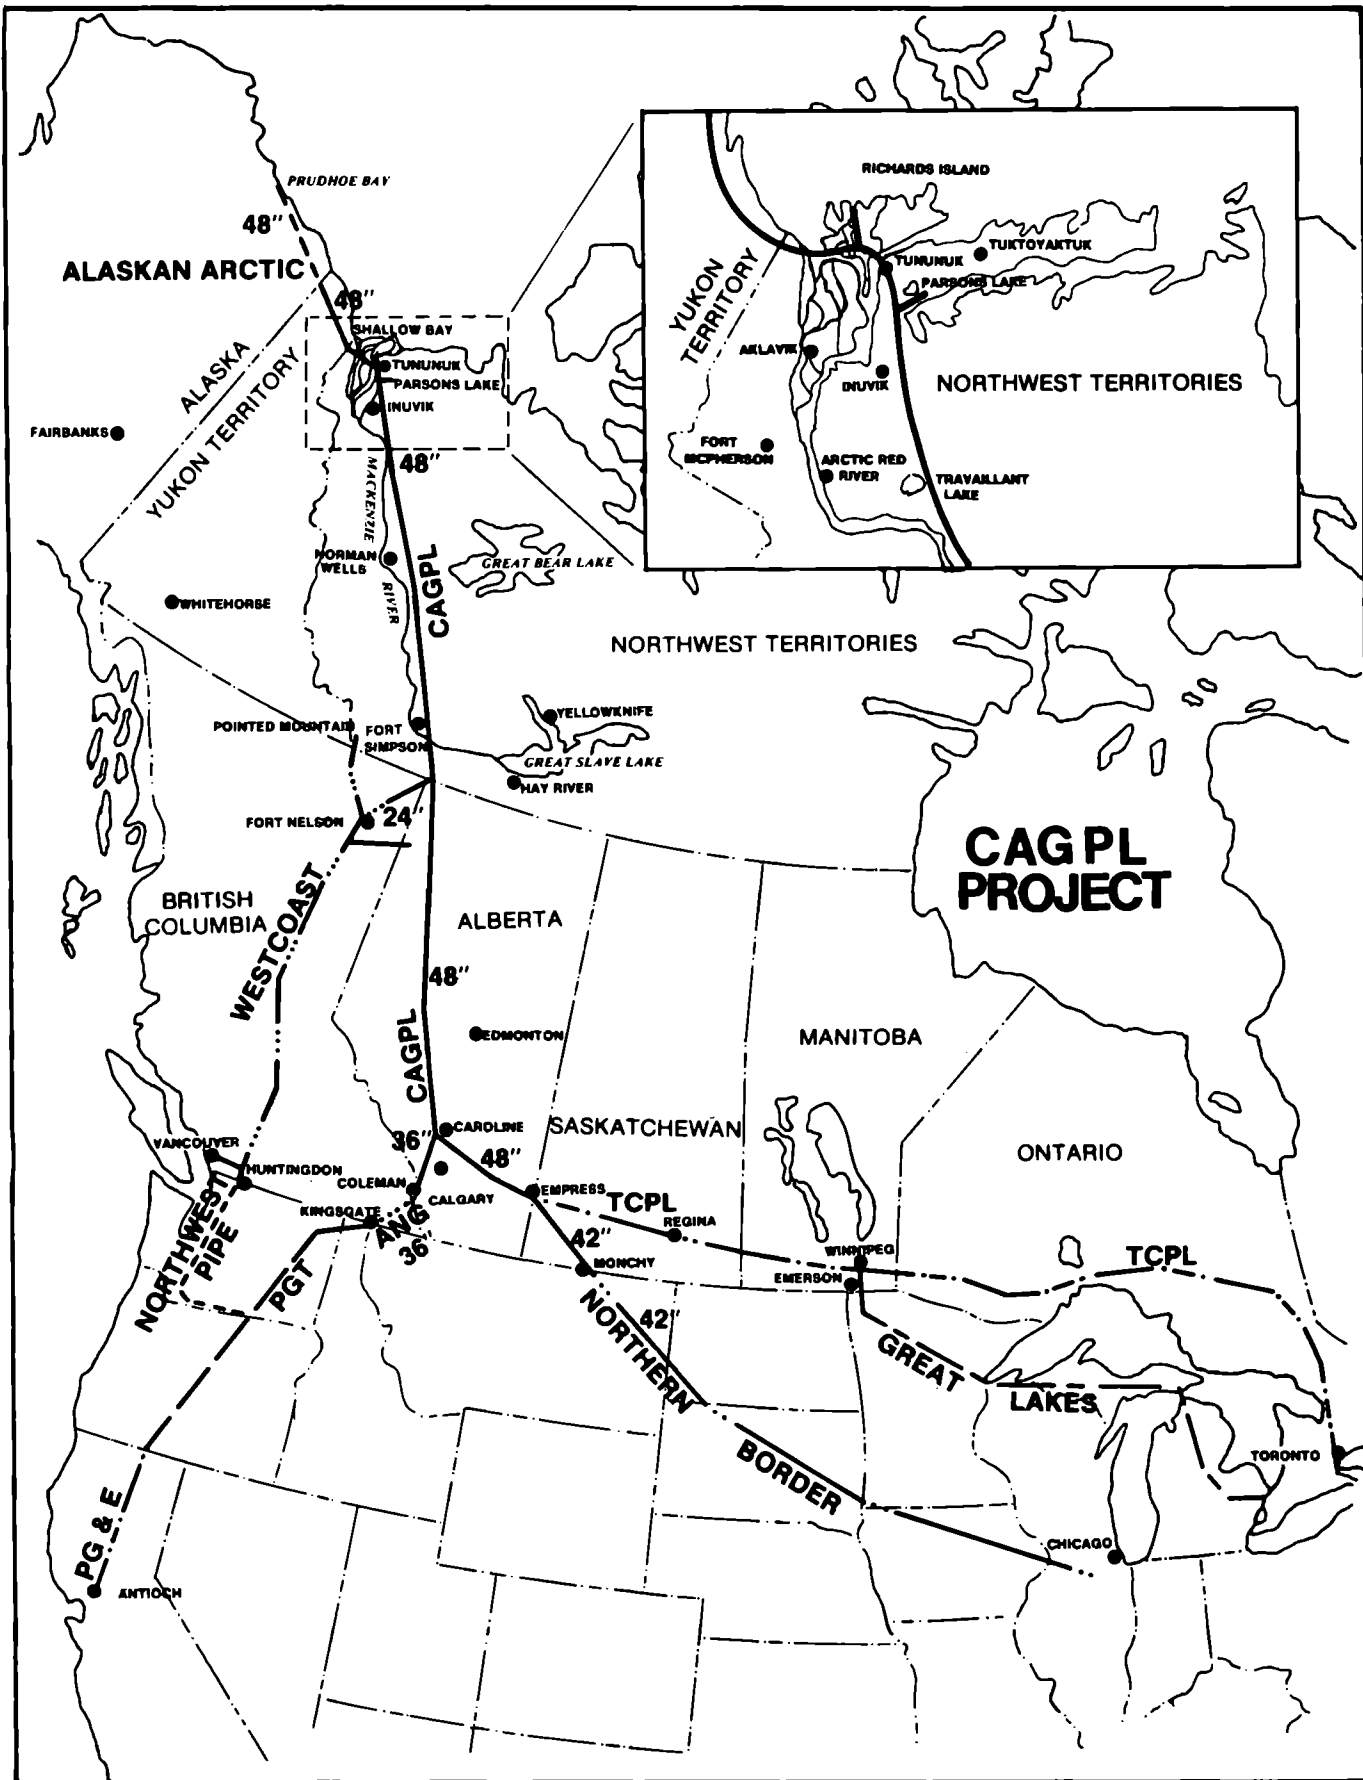 PRUDHOE BAY
48"
ALASKAN ARCTIC
48"
SHALLOW BAY
TUNUNUK
PARSONS LAKE
INUVIK
ALASKA
YUKON TERRITORY
FAIRBANKS
48"
MACKENZIE
RIVER
NORMAN
WELLS
CAGPL
GREAT BEAR LAKE
WHITEHORSE
NORTHWEST TERRITORIES
RICHARDS ISLAND
TUKTOYAKTUK
TUNUNUK
PARSONS LAKE
YUKON
TERRITORY
AKLAVIK
INUVIK
NORTHWEST TERRITORIES
FORT
MCPHERSON
ARCTIC RED
RIVER
TRAVAILLANT
LAKE
POINTED MOUNTAIN
FORT
SIMPSON
YELLOWKNIFE
GREAT SLAVE LAKE
HAY RIVER
FORT NELSON
24"
CAGPL
PROJECT
BRITISH
COLUMBIA
WESTCOAST
ALBERTA
48"
CAGPL
EDMONTON
MANITOBA
SASKATCHEWAN
ONTARIO
CAROLINE
36"
48"
VANCOUVER
HUNTINGDON
COLEMAN
CALGARY
EMPRESS
KINGSGATE
ANG
36"
TCPL
REGINA
42"
MONCHY
WINNIPEG
EMERSON
TCPL
NORTHWEST
PIPE
PGT
42"
NORTHERN
BORDER
GREAT
LAKES
TORONTO
CHICAGO
PG & E
ANTIOCH